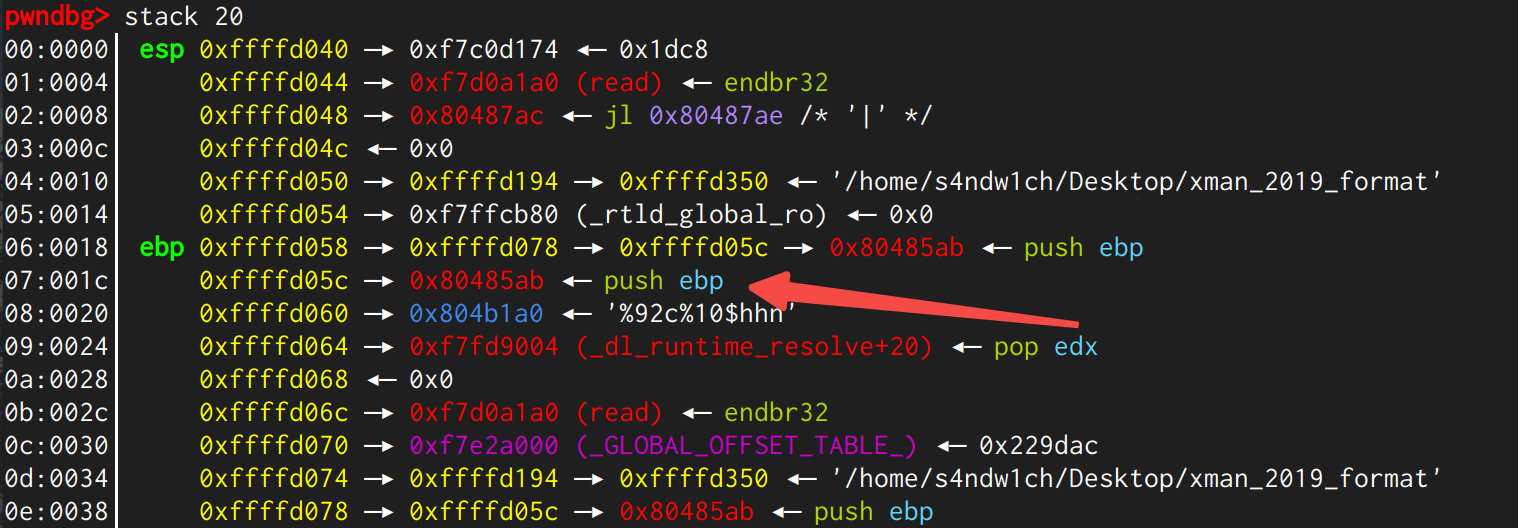 pwndbg> stack 20
00:0000│ esp 0xffffd040 —▸ 0xf7c0d174 ◂— 0x1dc8
01:0004│     0xffffd044 —▸ 0xf7d0a1a0 (read) ◂— endbr32
02:0008│     0xffffd048 —▸ 0x80487ac ◂— jl 0x80487ae /* '|' */
03:000c│     0xffffd04c ◂— 0x0
04:0010│     0xffffd050 —▸ 0xffffd194 —▸ 0xffffd350 ◂— '/home/s4ndw1ch/Desktop/xman_2019_format'
05:0014│     0xffffd054 —▸ 0xf7ffcb80 (_rtld_global_ro) ◂— 0x0
06:0018│ ebp 0xffffd058 —▸ 0xffffd078 —▸ 0xffffd05c —▸ 0x80485ab ◂— push ebp
07:001c│     0xffffd05c —▸ 0x80485ab ◂— push ebp
08:0020│     0xffffd060 —▸ 0x804b1a0 ◂— '%92c%10$hhn'
09:0024│     0xffffd064 —▸ 0xf7fd9004 (_dl_runtime_resolve+20) ◂— pop edx
0a:0028│     0xffffd068 ◂— 0x0
0b:002c│     0xffffd06c —▸ 0xf7d0a1a0 (read) ◂— endbr32
0c:0030│     0xffffd070 —▸ 0xf7e2a000 (_GLOBAL_OFFSET_TABLE_) ◂— 0x229dac
0d:0034│     0xffffd074 —▸ 0xffffd194 —▸ 0xffffd350 ◂— '/home/s4ndw1ch/Desktop/xman_2019_format'
0e:0038│     0xffffd078 —▸ 0xffffd05c —▸ 0x80485ab ◂— push ebp